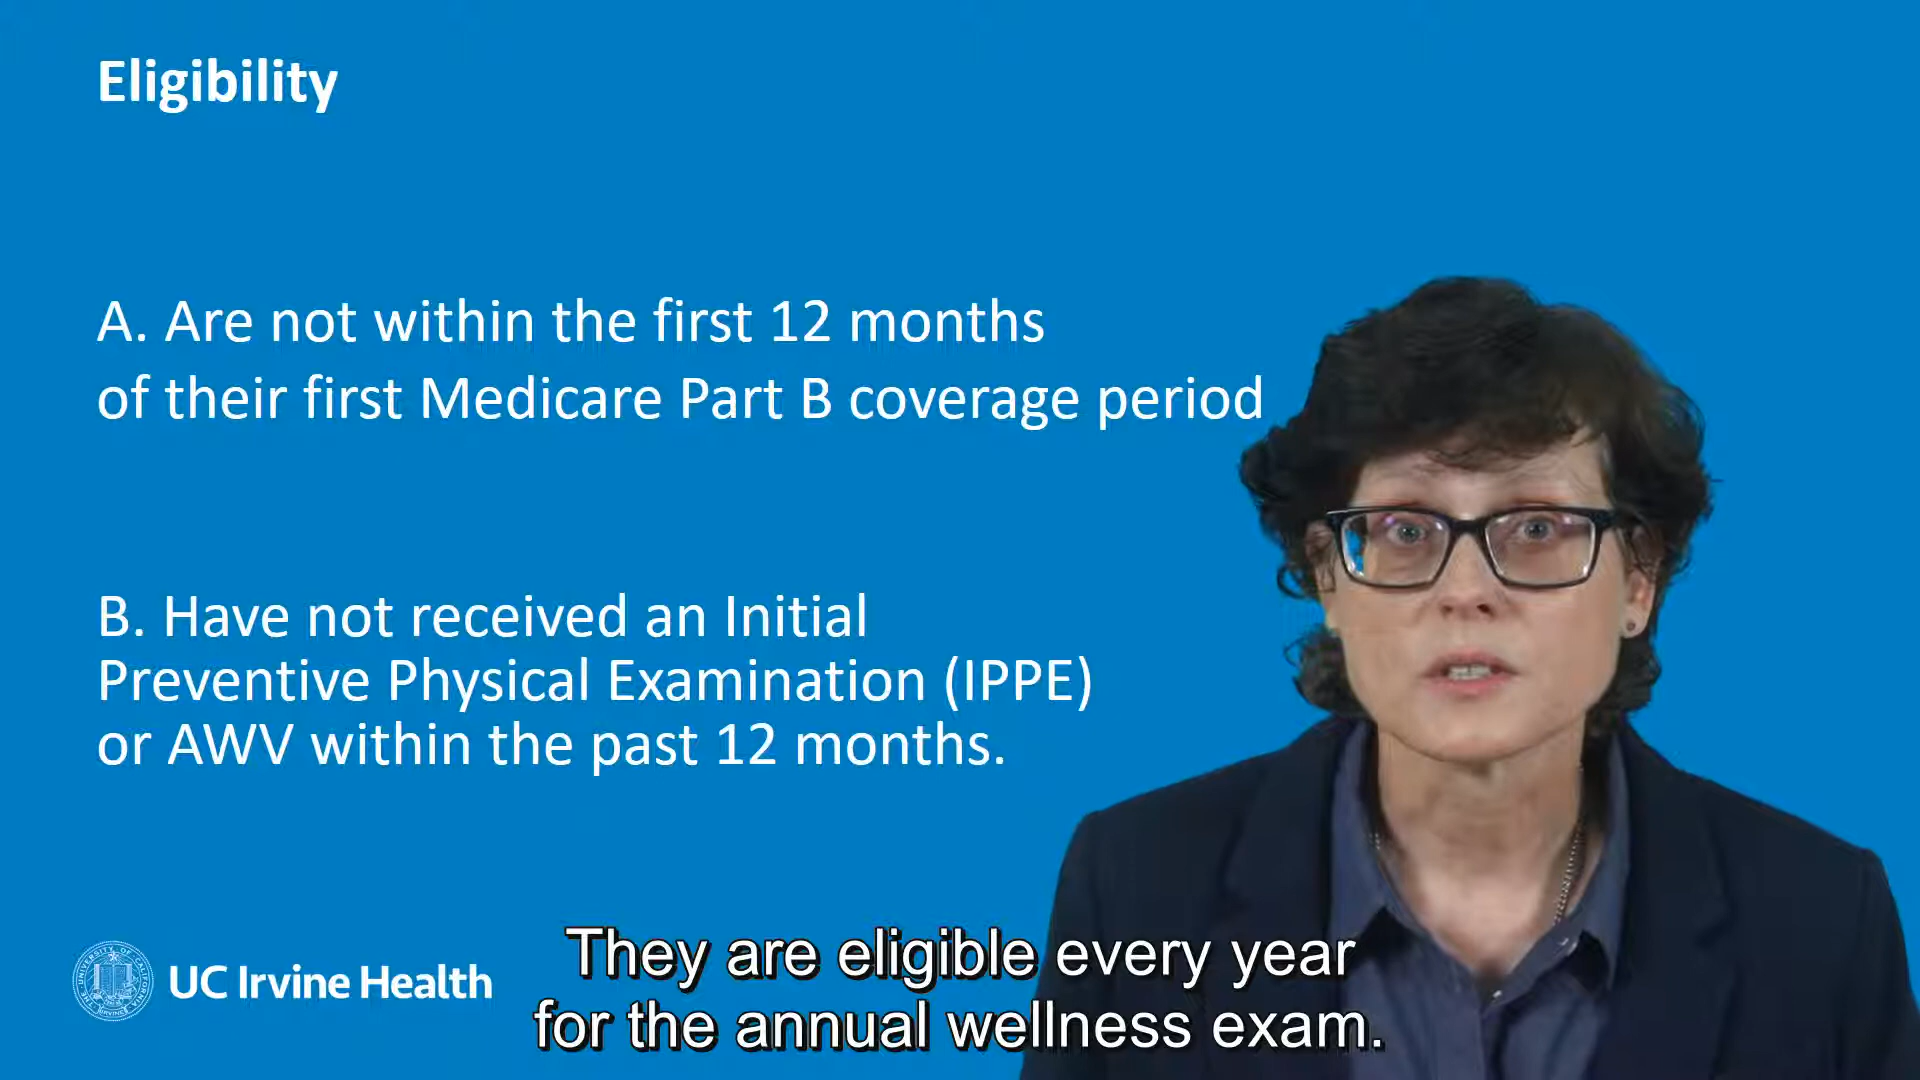 Eligibility
A. Are not within the first 12 months
of their first Medicare Part B coverage period
B. Have not received an Initial
Preventive Physical Examination (IPPE)
or AWV within the past 12 months.
UC Irvine Health
They are eligible every year
for the annual wellness exam.